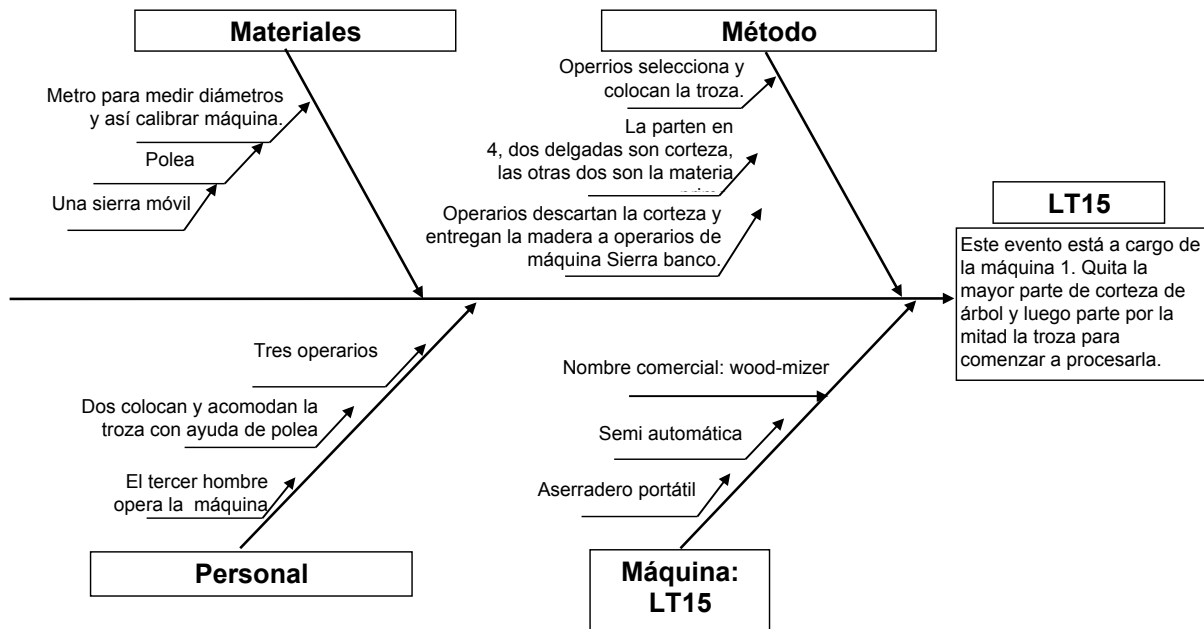 Materiales
Método
Metro para medir diámetros
y así calibrar máquina.
Polea
Una sierra móvil
Operrios selecciona y
colocan la troza.
La parten en
4, dos delgadas son corteza,
las otras dos son la materia
Operarios descartan la corteza y
entregan la madera a operarios de
máquina Sierra banco.
LT15
Este evento está a cargo de
la máquina 1. Quita la
mayor parte de corteza de
árbol y luego parte por la
mitad la troza para
comenzar a procesarla.
Tres operarios
Dos colocan y acomodan la
troza con ayuda de polea
El tercer hombre
opera la máquina
Nombre comercial: wood-mizer
Semi automática
Aserradero portátil
Personal
Máquina:
LT15